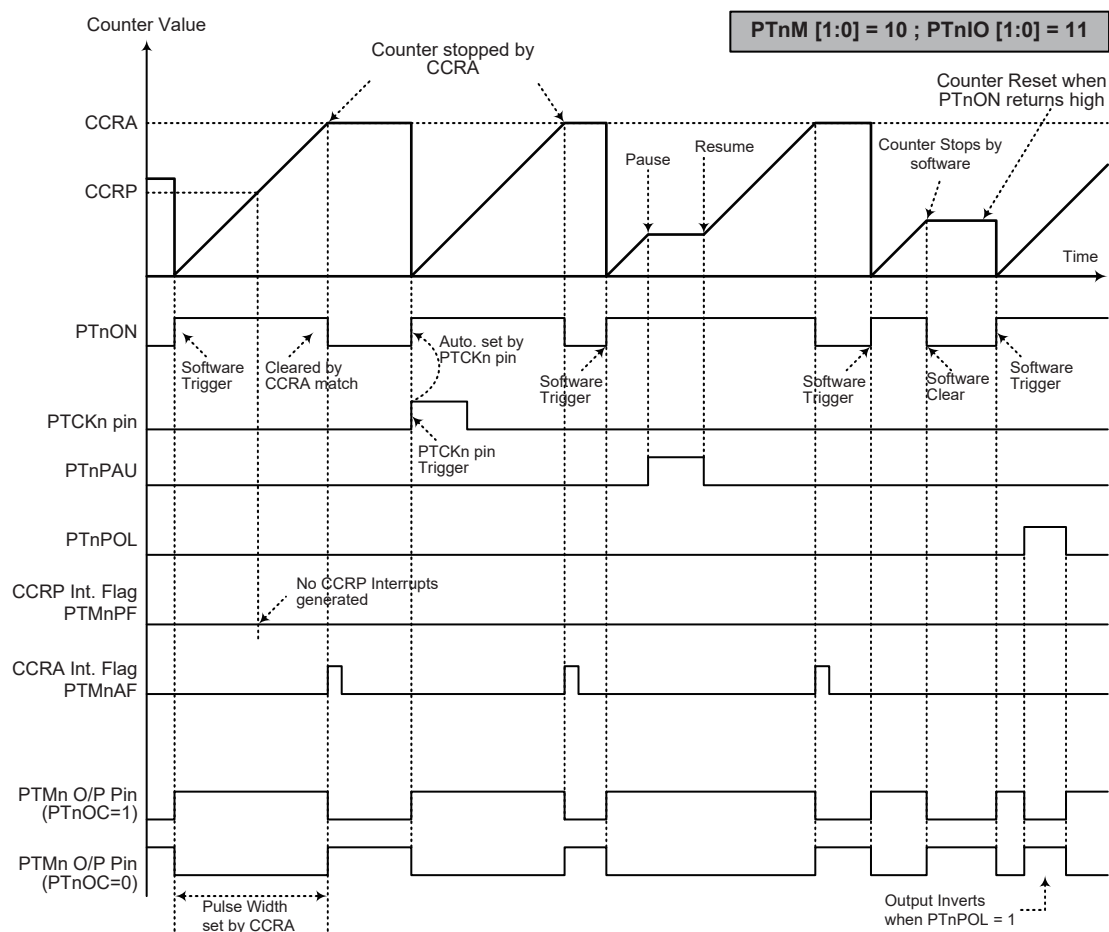 Counter Value
PTnM [1:0] = 10 ; PTnIO [1:0] = 11
Counter stopped by
CCRA
Counter Reset when
PTnON returns high
CCRA
Pause
Resume
Counter Stops by
software
CCRP
Time
PTnON
Software
Trigger
Cleared by
CCRA match
Auto. set by
PTCKn pin
Software
Trigger
Software
Trigger
Software
Clear
Software
Trigger
PTCKn pin
PTCKn pin
Trigger
PTnPAU
PTnPOL
CCRP Int. Flag
PTMnPF
No CCRP Interrupts
generated
CCRA Int. Flag
PTMnAF
PTMn O/P Pin
(PTnOC=1)
PTMn O/P Pin
(PTnOC=0)
Pulse Width
set by CCRA
Output Inverts
when PTnPOL = 1